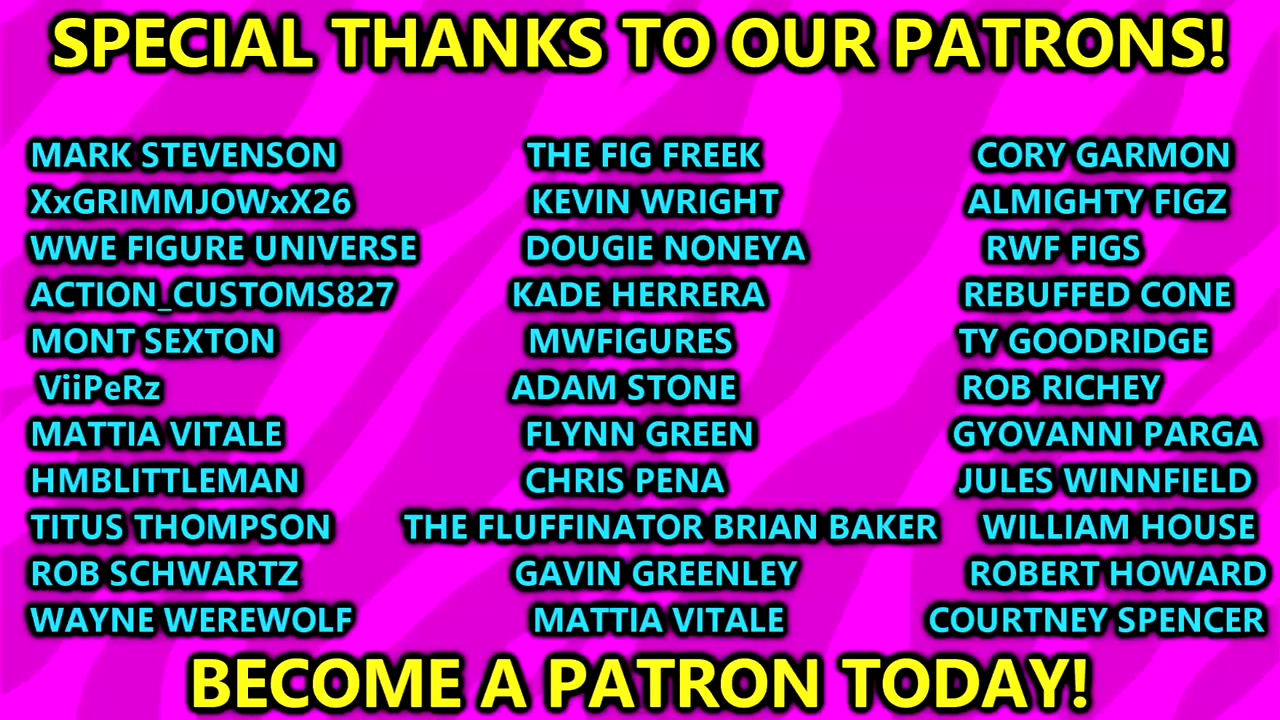 SPECIAL THANKS TO OUR PATRONS!
MARK STEVENSON THE FIG FREEK CORY GARMON
XxGRIMMJOWxX26 KEVIN WRIGHT ALMIGHTY FIGZ
WWE FIGURE UNIVERSE DOUGIE NONEYA RWF FIGS
ACTION_CUSTOMS827 KADE HERRERA REBUFFED CONE
MONT SEXTON MWFIGURES TY GOODRIDGE
ViiPeRz ADAM STONE ROB RICHEY
MATTIA VITALE FLYNN GREEN GYOVANNI PARGA
HMBLITTLEMAN CHRIS PENA JULES WINNFIELD
TITUS THOMPSON THE FLUFFINATOR BRIAN BAKER WILLIAM HOUSE
ROB SCHWARTZ GAVIN GREENLEY ROBERT HOWARD
WAYNE WEREWOLF MATTIA VITALE COURTNEY SPENCER
BECOME A PATRON TODAY!